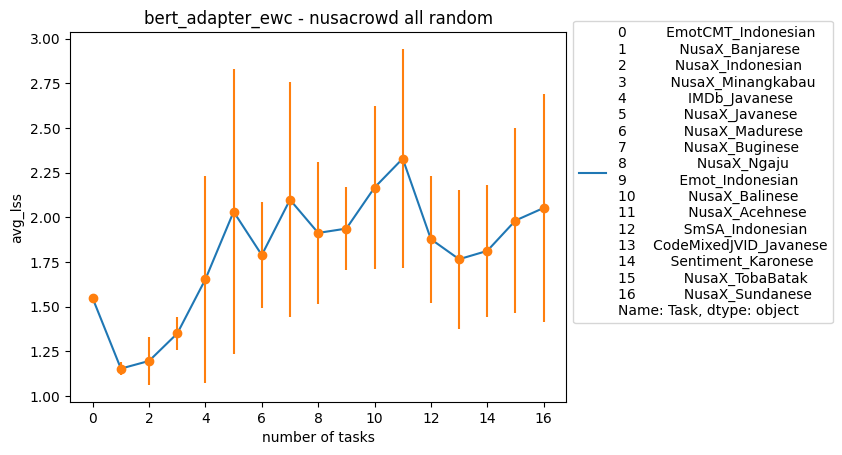 bert_adapter_ewc - nusacrowd all random
3.00
2.75
2.50
2.25
2.00
1.75
1.50
1.25
1.00
avg_lss
0 2 4 6 8 10 12 14 16
number of tasks
0 EmotCMT_Indonesian
1 NusaX_Banjarese
2 NusaX_Indonesian
3 NusaX_Minangkabau
4 IMDb_Javanese
5 NusaX_Javanese
6 NusaX_Madurese
7 NusaX_Buginese
8 NusaX_Ngaju
9 Emot_Indonesian
10 NusaX_Balinese
11 NusaX_Acehnese
12 SmSA_Indonesian
13 CodeMixedJVID_Javanese
14 Sentiment_Karonese
15 NusaX_TobaBatak
16 NusaX_Sundanese
Name: Task, dtype: object